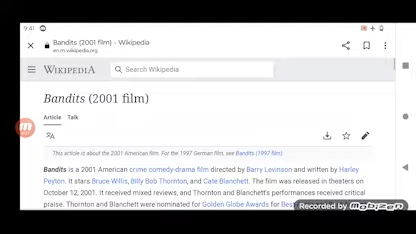 9:41
Bandits (2001 film) - Wikipedia
en.m.wikipedia.org
WIKIPEDIA
Search Wikipedia
Bandits (2001 film)
Article Talk
This article is about the 2001 American film. For the 1997 German film, see Bandits (1997 film).
Bandits is a 2001 American crime comedy-drama film directed by Barry Levinson and written by Harley
Peyton. It stars Bruce Willis, Billy Bob Thornton, and Cate Blanchett. The film was released in theaters on
October 12, 2001. It received mixed reviews, and Thornton and Blanchett's performances received critical
praise. Thornton and Blanchett were nominated for Golden Globe Awards for
Recorded by mobizen